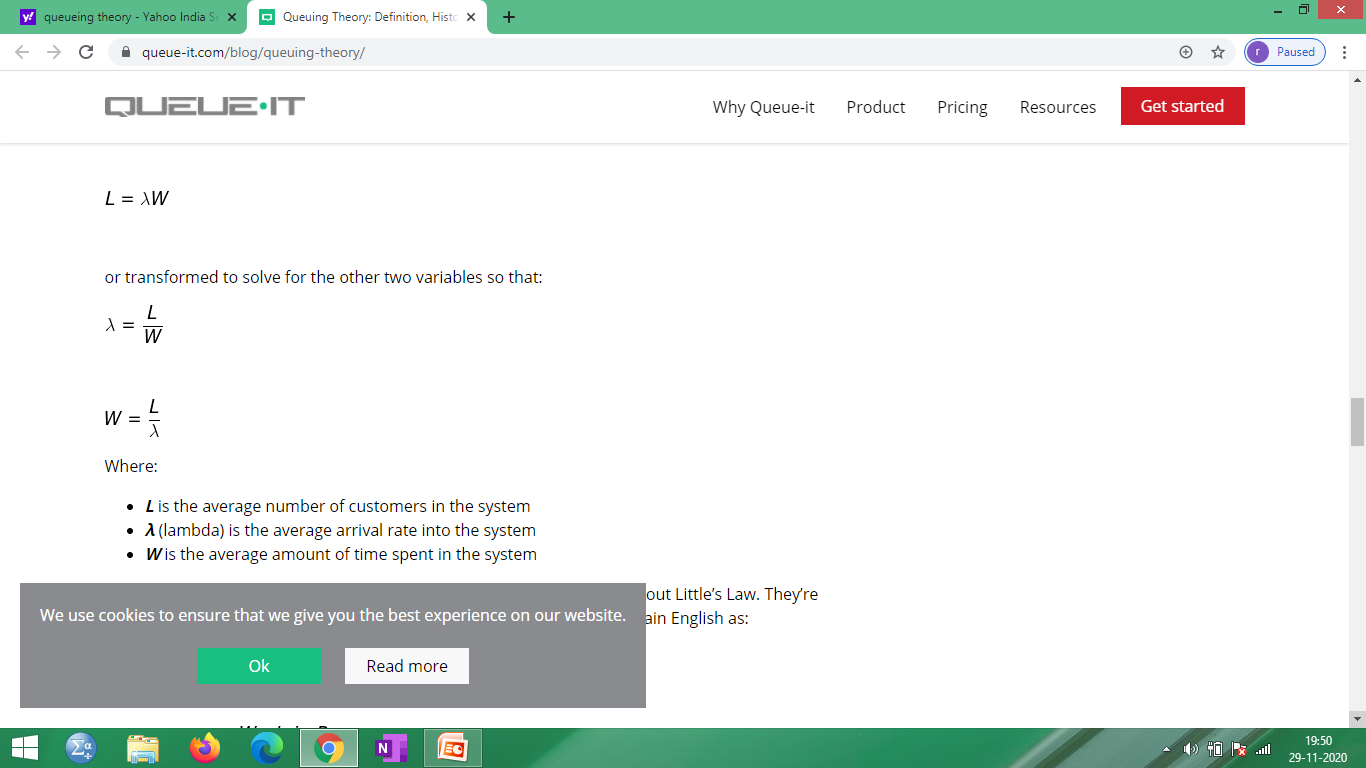 queueing theory - Yahoo India S
Queuing Theory: Definition, Histo
queue-it.com/blog/queuing-theory/
r Paused
QUEUE•IT
Why Queue-it Product Pricing Resources Get started
L = λW
or transformed to solve for the other two variables so that:
λ = L/W
W = L/λ
Where:
• L is the average number of customers in the system
• λ (lambda) is the average arrival rate into the system
• W is the average amount of time spent in the system
out Little's Law. They're
ain English as:
We use cookies to ensure that we give you the best experience on our website.
Ok Read more
19:50
29-11-2020